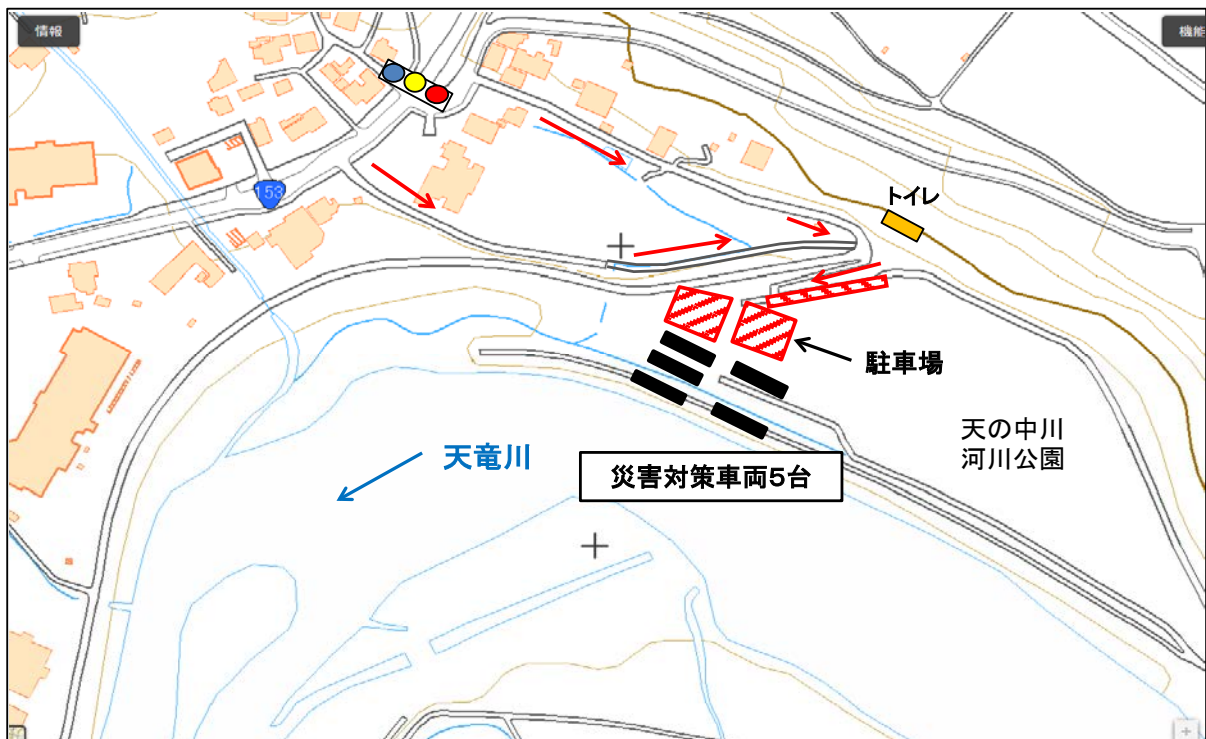 情報
機能
153
トイレ
駐車場
天の中川
河川公園
天竜川
災害対策車両5台